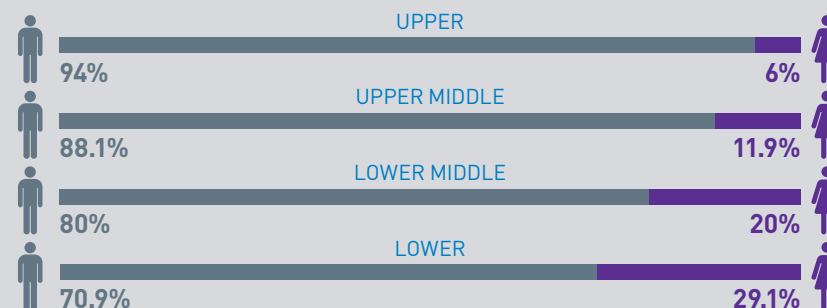 UPPER
94% 6%
UPPER MIDDLE
88.1% 11.9%
LOWER MIDDLE
80% 20%
LOWER
70.9% 29.1%